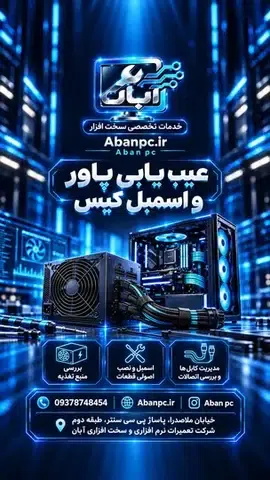 آبان
خدمات تخصصی سخت افزار
Abanpc.ir
Aban pc
عیب یابی پاور
و اسمبل کیس
بررسی
منبع تغذیه
اسمبل و نصب
اصولی قطعات
مدیریت کابل‌ها
و بررسی اتصالات
09378748454
Abanpc.ir
Aban pc
خیابان ملاصدرا، پاساژ پی سی سنتر، طبقه دوم
شرکت تعمیرات نرم افزاری و سخت افزاری آبان